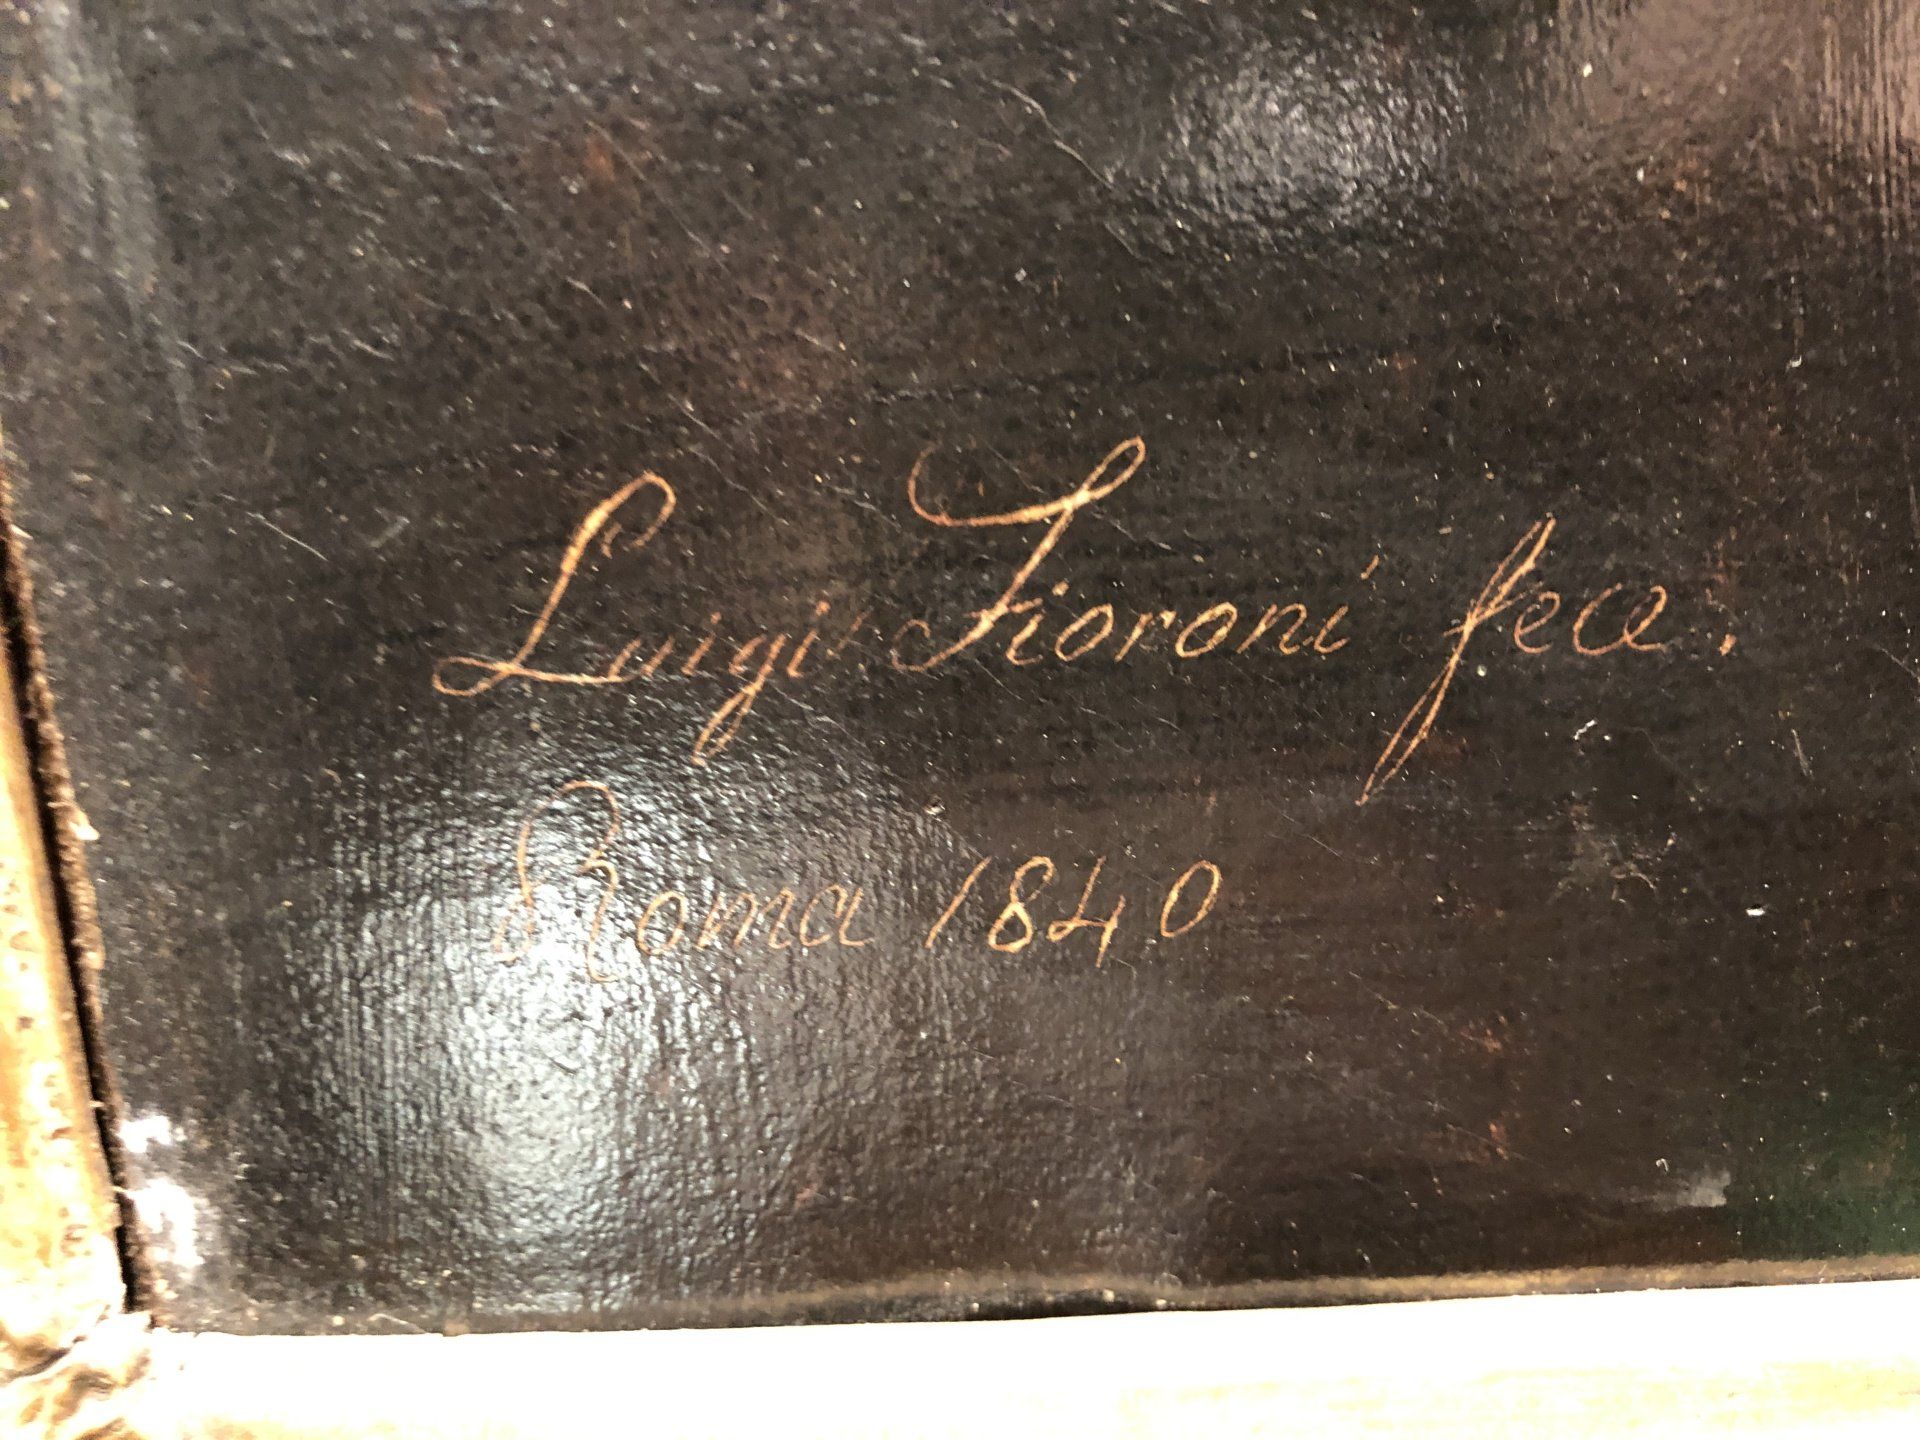 Luigi Fioroni fece.
Roma 1840